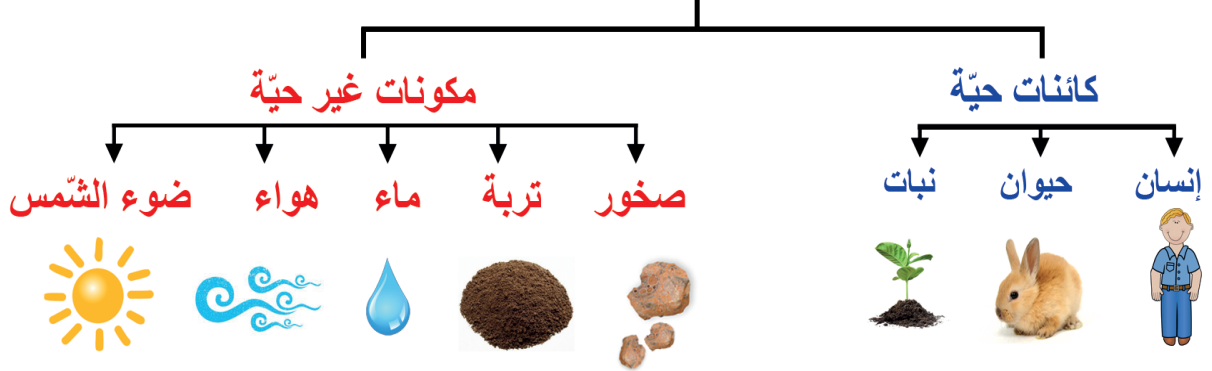 كائنات حيّة
مكونات غير حيّة
إنسان
حيوان
نبات
صخور
تربة
ماء
هواء
ضوء الشّمس